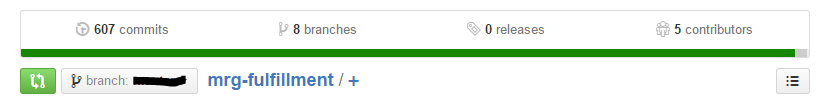 607 commits 8 branches 0 releases 5 contributors
branch: mrg-fulfillment / +